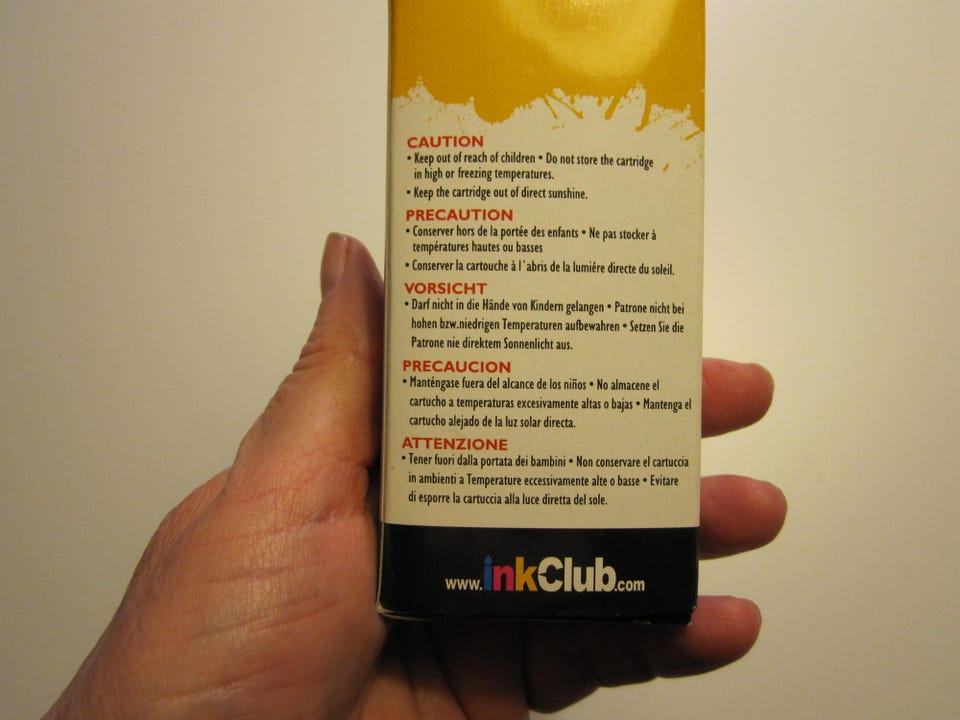 CAUTION
• Keep out of reach of children • Do not store the cartridge
in high or freezing temperatures.
• Keep the cartridge out of direct sunshine.
PRECAUTION
• Conserver hors de la portée des enfants • Ne pas stocker à
températures hautes ou basses
• Conserver la cartouche à l´abris de la lumiére directe du soleil.
VORSICHT
• Darf nicht in die Hände von Kindern gelangen • Patrone nicht bei
hohen bzw.niedrigen Temperaturen aufbewahren • Setzen Sie die
Patrone nie direktem Sonnenlicht aus.
PRECAUCION
• Manténgase fuera del alcance de los niños • No almacene el
cartucho a temperaturas excesivamente altas o bajas • Mantenga el
cartucho alejado de la luz solar directa.
ATTENZIONE
• Tener fuori dalla portata dei bambini • Non conservare el cartuccia
in ambienti a Temperature eccessivamente alte o basse • Evitare
di esporre la cartuccia alla luce diretta del sole.
www.inkClub.com